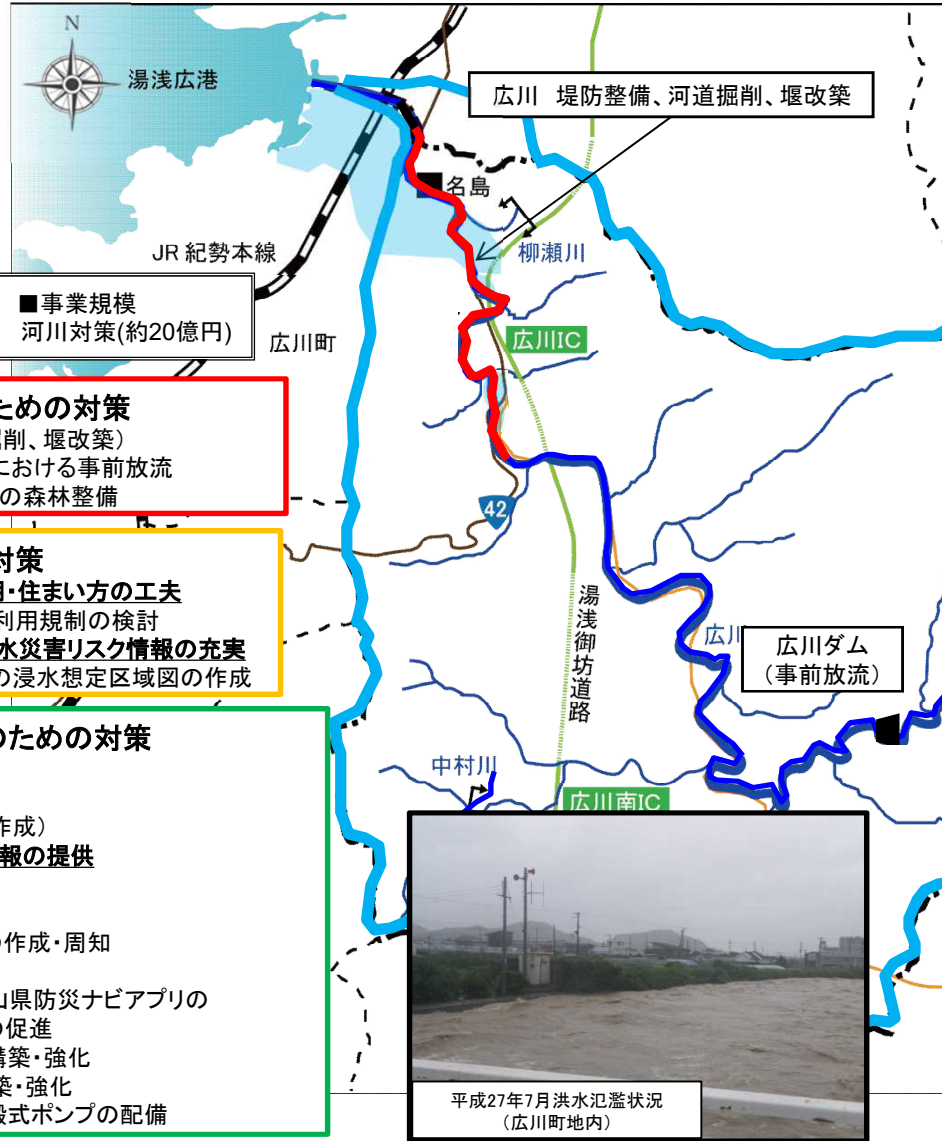 N
湯浅広港
広川 堤防整備、河道掘削、堰改築
名島
柳瀬川
JR 紀勢本線
■事業規模
河川対策(約20億円)
広川町
広川IC
ための対策
削、堰改築）
における事前放流
の森林整備
42
対策
・住まい方の工夫
利用規制の検討
水災害リスク情報の充実
の浸水想定区域図の作成
湯浅御坊道路
広川
広川ダム
（事前放流）
のための対策
作成）
報の提供
の作成・周知
山県防災ナビアプリの
の促進
構築・強化
築・強化
搬式ポンプの配備
中村川
広川南IC
平成27年7月洪水氾濫状況
（広川町地内）